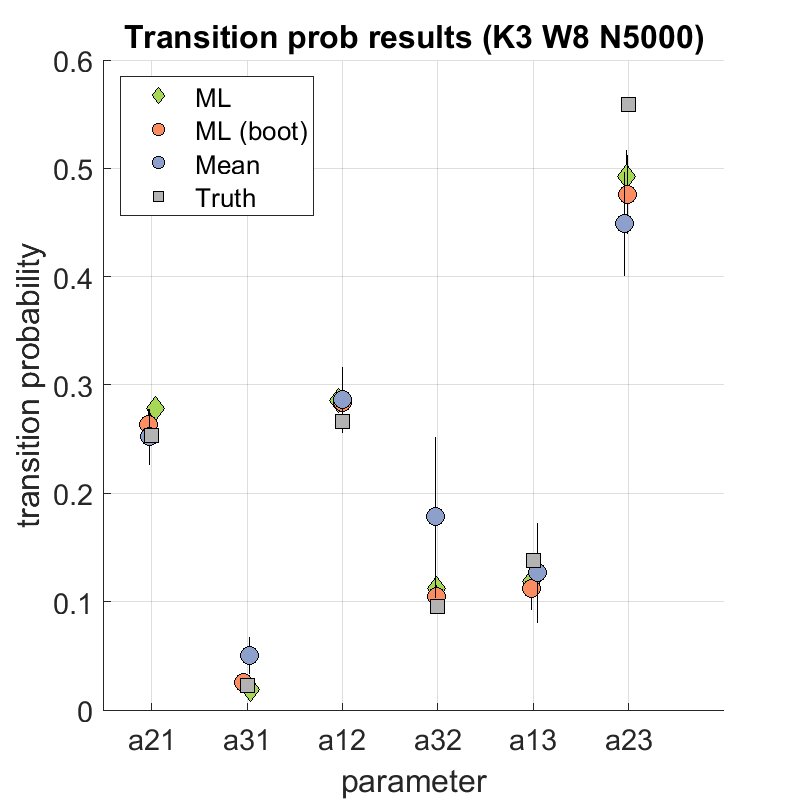 Transition prob results (K3 W8 N5000)
ML
ML (boot)
Mean
Truth
transition probability
0.6
0.5
0.4
0.3
0.2
0.1
0
a21 a31 a12 a32 a13 a23
parameter